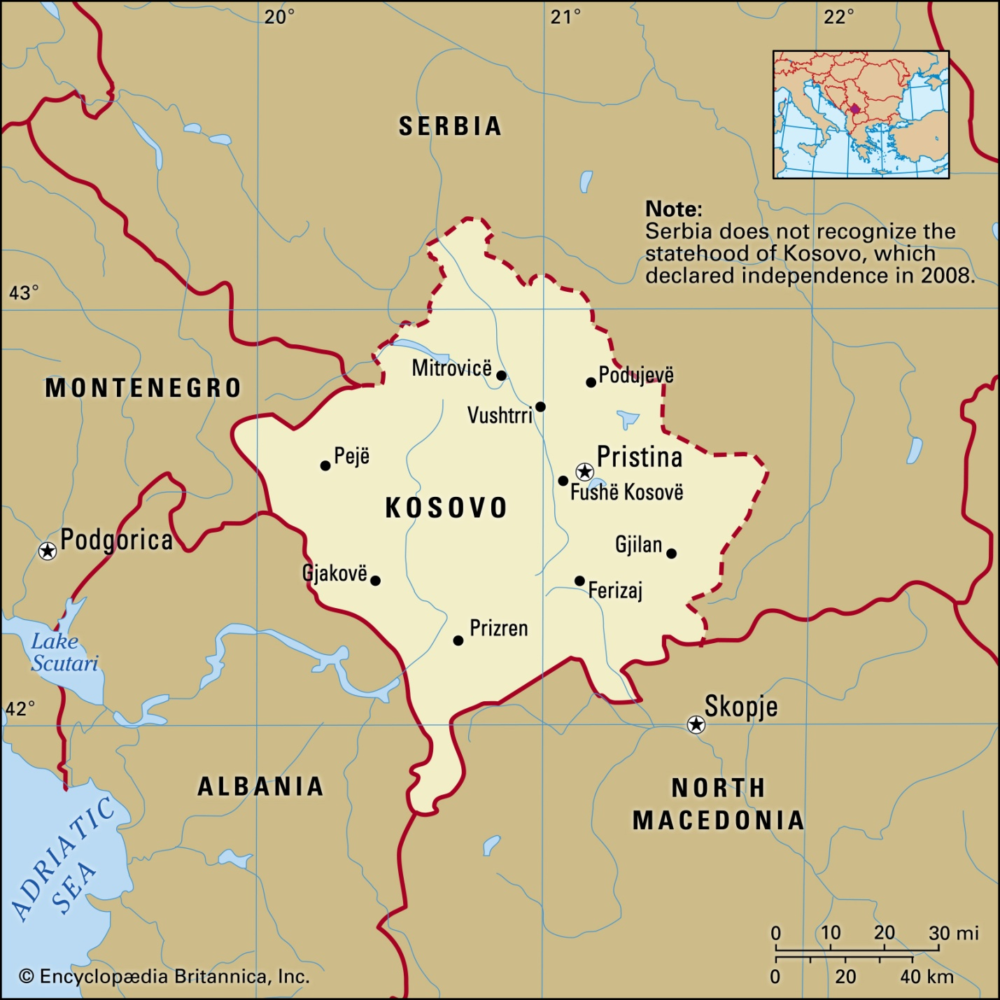 20°
21°
22°
SERBIA
Note:
Serbia does not recognize the
statehood of Kosovo, which
declared independence in 2008.
43°
Mitrovicë
Podujevë
MONTENEGRO
Vushtrri
Pejë
Pristina
Fushë Kosovë
KOSOVO
Podgorica
Gjilan
Gjakovë
Ferizaj
Prizren
Lake
Scutari
42°
Skopje
ALBANIA
NORTH
MACEDONIA
ADRIATIC
SEA
0 10 20 30 mi
0 20 40 km
© Encyclopædia Britannica, Inc.